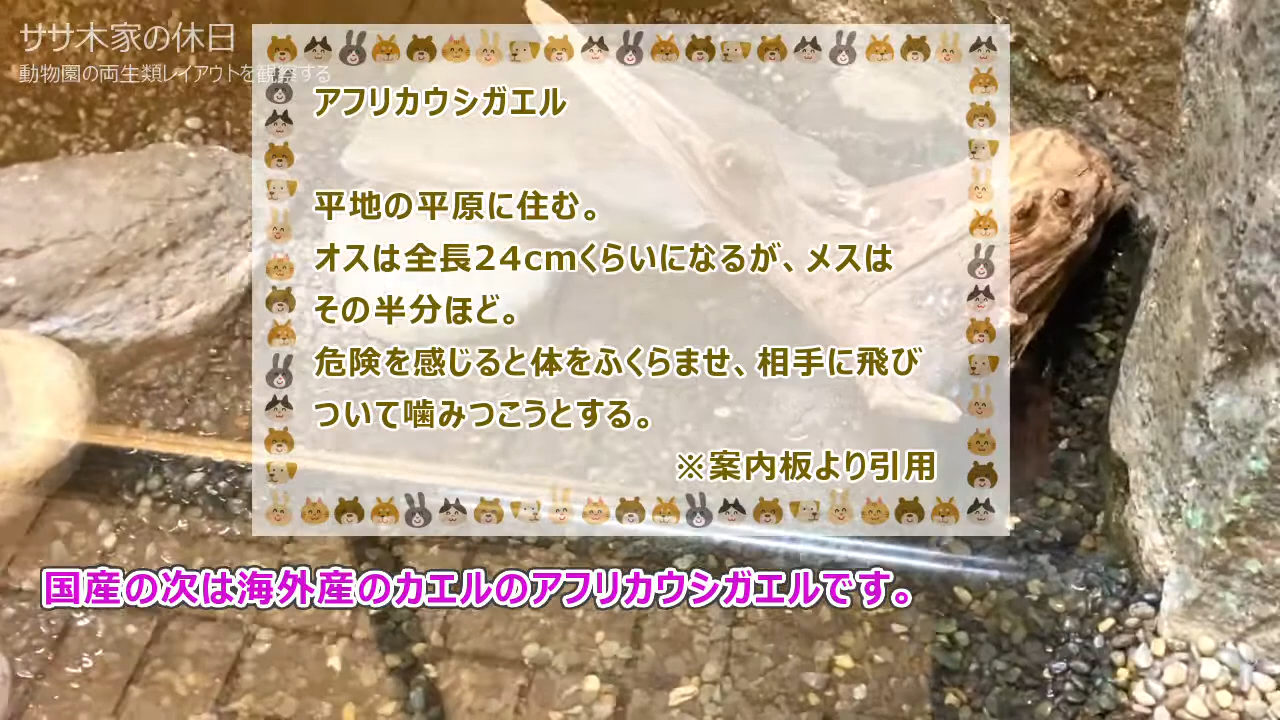 ササ木家の休日
動物園の両生類レイアウトを観察する
アフリカウシガエル
平地の平原に住む。
オスは全長24cmくらいになるが、メスは
その半分ほど。
危険を感じると体をふくらませ、相手に飛び
ついて噛みつこうとする。
※案内板より引用
国産の次は海外産のカエルのアフリカウシガエルです。